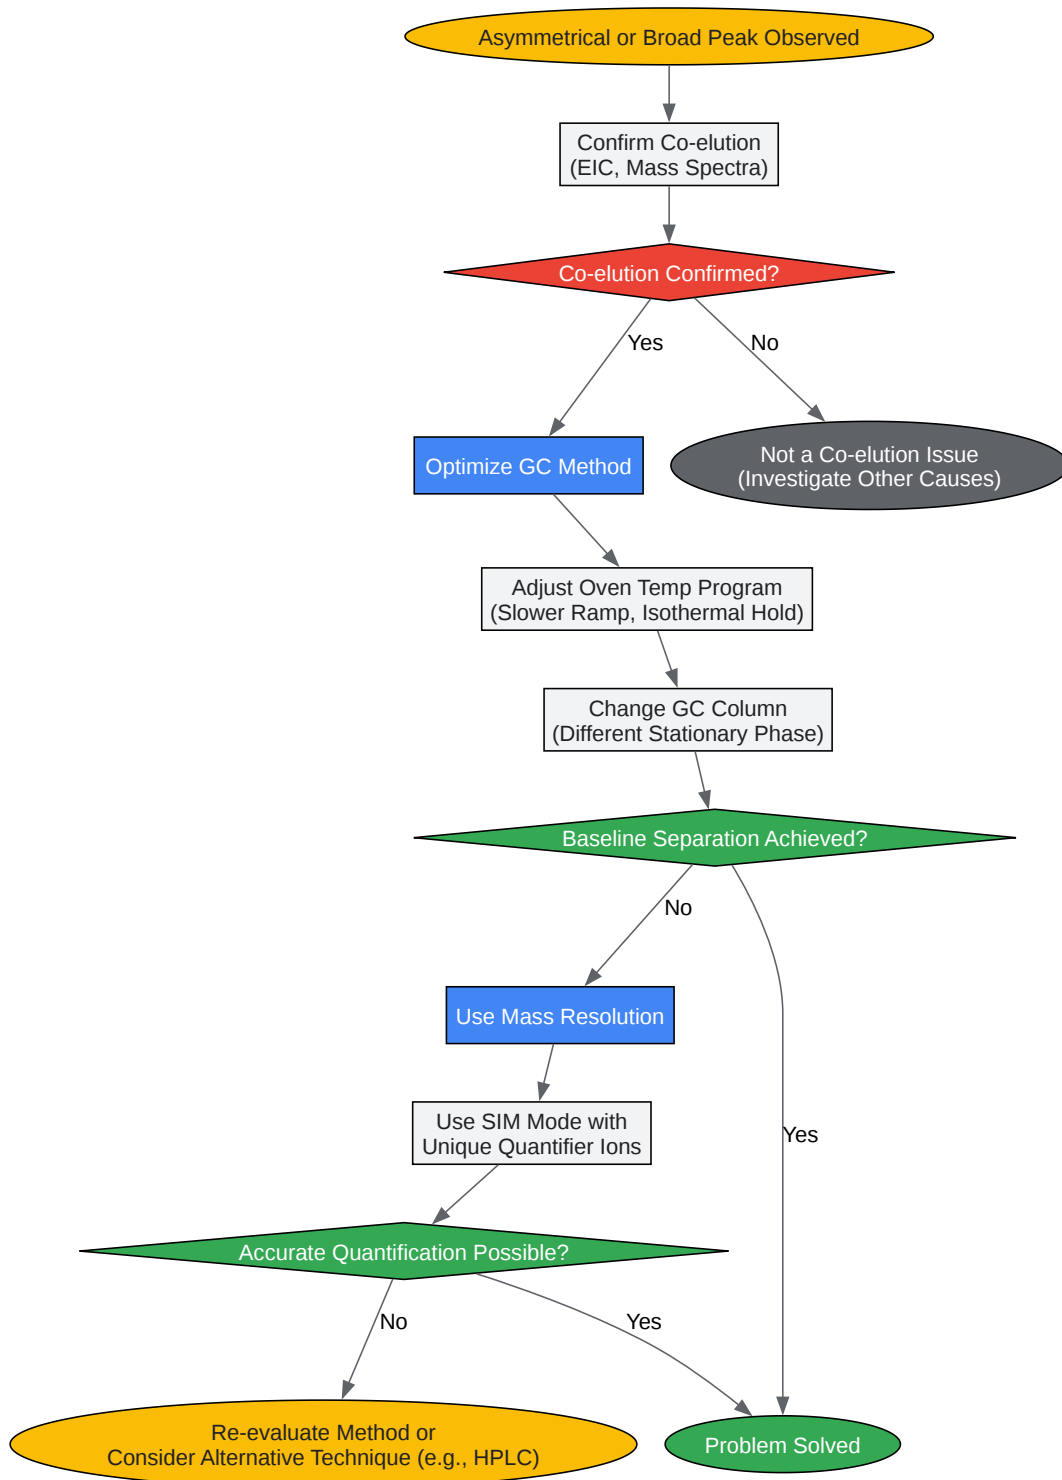 Asymmetrical or Broad Peak Observed
Confirm Co-elution
(EIC, Mass Spectra)
Co-elution Confirmed?
Yes
No
Optimize GC Method
Not a Co-elution Issue
(Investigate Other Causes)
Adjust Oven Temp Program
(Slower Ramp, Isothermal Hold)
Change GC Column
(Different Stationary Phase)
Baseline Separation Achieved?
No
Use Mass Resolution
Use SIM Mode with
Unique Quantifier Ions
Yes
Accurate Quantification Possible?
No
Yes
Re-evaluate Method or
Consider Alternative Technique (e.g., HPLC)
Problem Solved